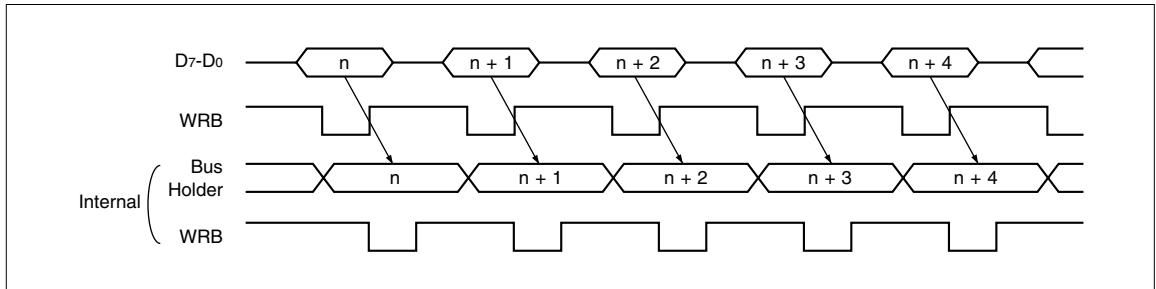 D7-D0 n n + 1 n + 2 n + 3 n + 4
WRB
Internal
Bus Holder n n + 1 n + 2 n + 3 n + 4
WRB